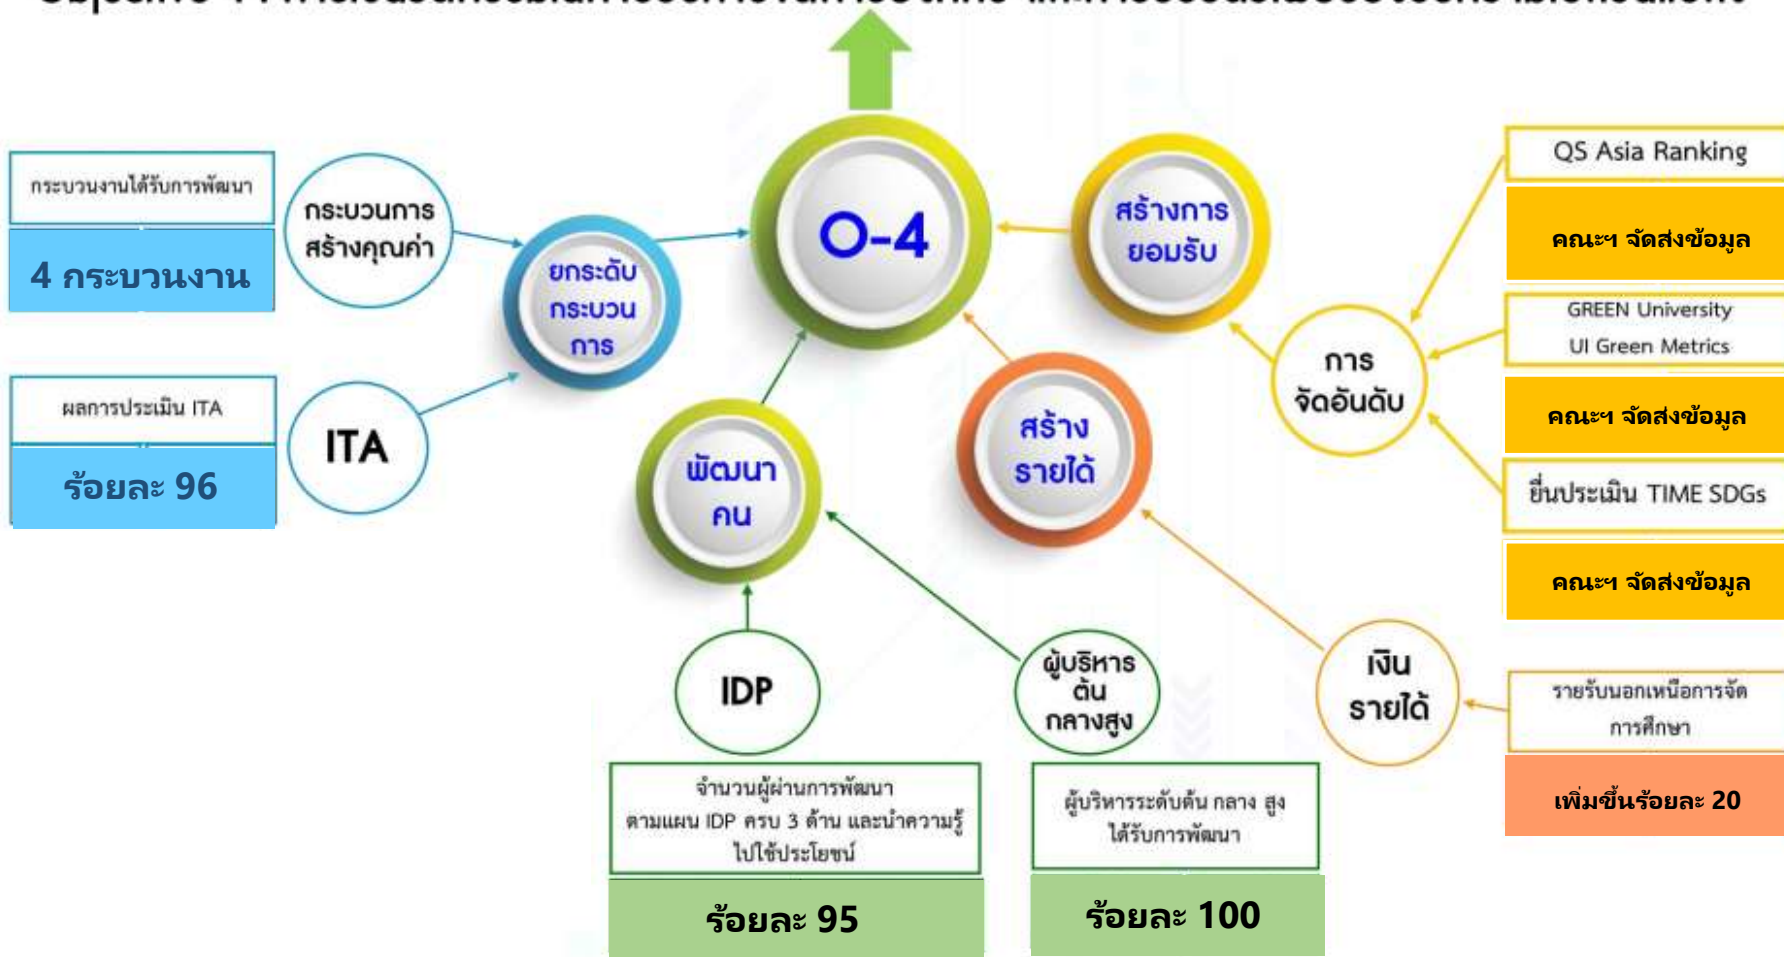 กระบวนงานได้รับการพัฒนา
4 กระบวนงาน
กระบวนการ
สร้างคุณค่า
ผลการประเมิน ITA
ร้อยละ 96
ITA
ยกระดับ
กระบวน
การ
O-4
สร้างการ
ยอมรับ
QS Asia Ranking
คณะฯ จัดส่งข้อมูล
GREEN University
UI Green Metrics
คณะฯ จัดส่งข้อมูล
ยื่นประเมิน TIME SDGs
คณะฯ จัดส่งข้อมูล
การ
จัดอันดับ
พัฒนา
คน
สร้าง
รายได้
IDP
ผู้บริหาร
ต้น
กลางสูง
เงิน
รายได้
รายรับนอกเหนือการจัด
การศึกษา
เพิ่มขึ้นร้อยละ 20
จำนวนผู้ผ่านการพัฒนา
ตามแผน IDP ครบ 3 ด้าน และนำความรู้
ไปใช้ประโยชน์
ร้อยละ 95
ผู้บริหารระดับต้น กลาง สูง
ได้รับการพัฒนา
ร้อยละ 100